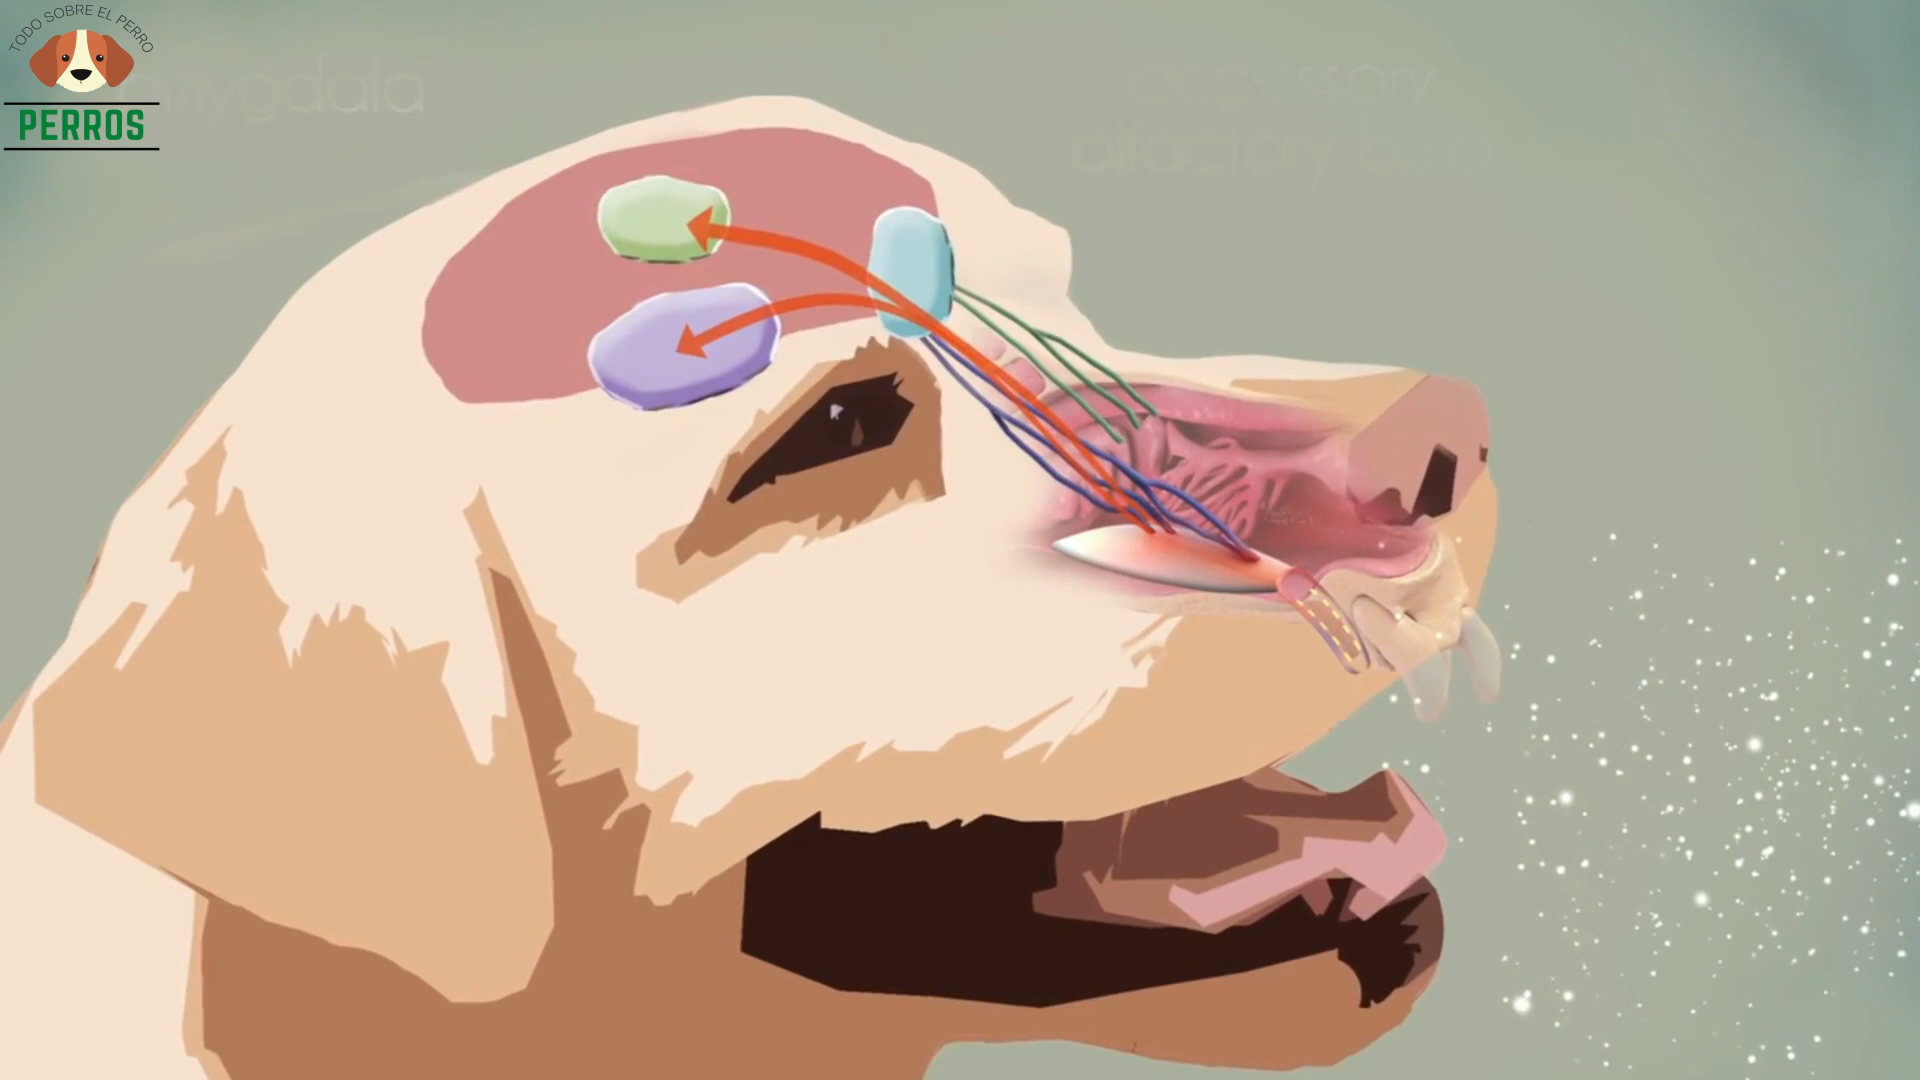 TODO SOBRE EL PERRO
PERROS
amygdala
accessory
olfactory bulb